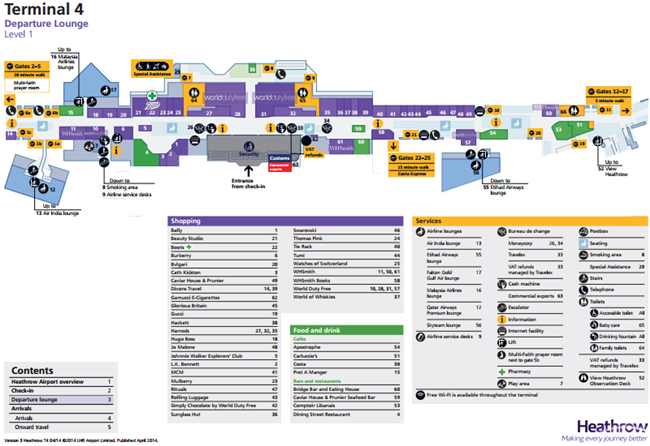 Terminal 4
Departure Lounge
Level 1
Up to
16 Malaysia
Airlines
lounge
Gates 2–5
10 minute walk
Multi-faith
prayer room
Special Assistance
Boots
worlddutyfree
worlddutyfree
Gates 12–17
5 minute walk
WHSmith
WHSmith
WHSmith
Security
Customs
VAT
refunds
Entrance
from check-in
Gates 22–25
15 minute walk
Costa Express
Down to
8 Smoking area
9 Airline service desks
Up to
13 Air India lounge
Down to
55 Etihad Airways
lounge
Up to
52 View
Heathrow
Shopping
Bally 1
Beauty Studio 21
Boots 22
Burberry 6
Bvlgari 20
Cath Kidston 3
Caviar House & Prunier 49
Dixons Travel 14, 39
Garnucci E-Cigarettes 62
Glorious Britain 45
Gucci 19
Hackett 38
Harrods 27, 32, 35
Hugo Boss 18
Jo Malone 48
Johnnie Walker Explorers' Club 5
L.K. Bennett 2
MCM 41
Mulberry 23
Rituals 47
Rolling Luggage 43
Simply Chocolate by World Duty Free 42
Sunglass Hut 36
Swarovski 46
Thomas Pink 24
Tie Rack 40
Tumi 44
Watches of Switzerland 25
WHSmith 11, 50, 61
WHSmith Books 58
World Duty Free 10, 28, 31, 57
World of Whiskies 37
Food and drink
Cafés
Apostrophe 54
Carluccio's 51
Costa 30
Pret A Manger 15
Bars and restaurants
Bridge Bar and Eating House 60
Caviar House & Prunier Seafood Bar 59
Comptoir Libanais 53
Dining Street Restaurant 4
Services
Airline lounges
Air India lounge 13
Etihad Airways 55
lounge
Falcon Gold 17
Gulf Air lounge
Malaysia Airlines 16
lounge
Qatar Airways 12
Premium lounge
Skyteam lounge 56
Airline service desks 9
Bureau de change
Moneycorp 26, 34
Travelex 33
VAT refunds 33
managed by Travelex
Cash machine
Commercial exports 63
Escalator
Information
Internet facility
Lift
Multi-Faith prayer room
next to gate 5b
Pharmacy
Play area 7
Postbox
Seating
Smoking area 8
Special Assistance 29
Stairs
Telephone
Toilets
Accessible toilet All
Baby care 65
Drinking fountain All
Family toilets 64
VAT refunds 33
managed by Travelex
View Heathrow 52
Observation Deck
Free Wi-Fi is available throughout the terminal
Contents
Heathrow Airport overview 1
Check-in 2
Departure lounge 3
Arrivals
Arrivals 4
Onward travel 5
Version 3 Heathrow T4 04/14 ©2014 LHR Airport Limited. Published April 2014.
Heathrow
Making every journey better